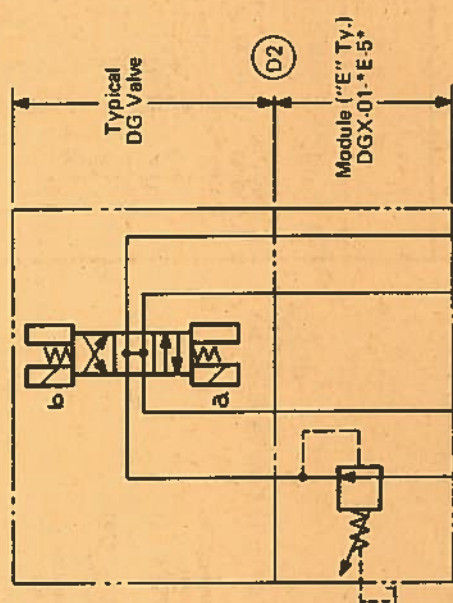 Typical
DG Valve
D2
Module ("E" Ty.)
DGX-01-*E-5*
b
a